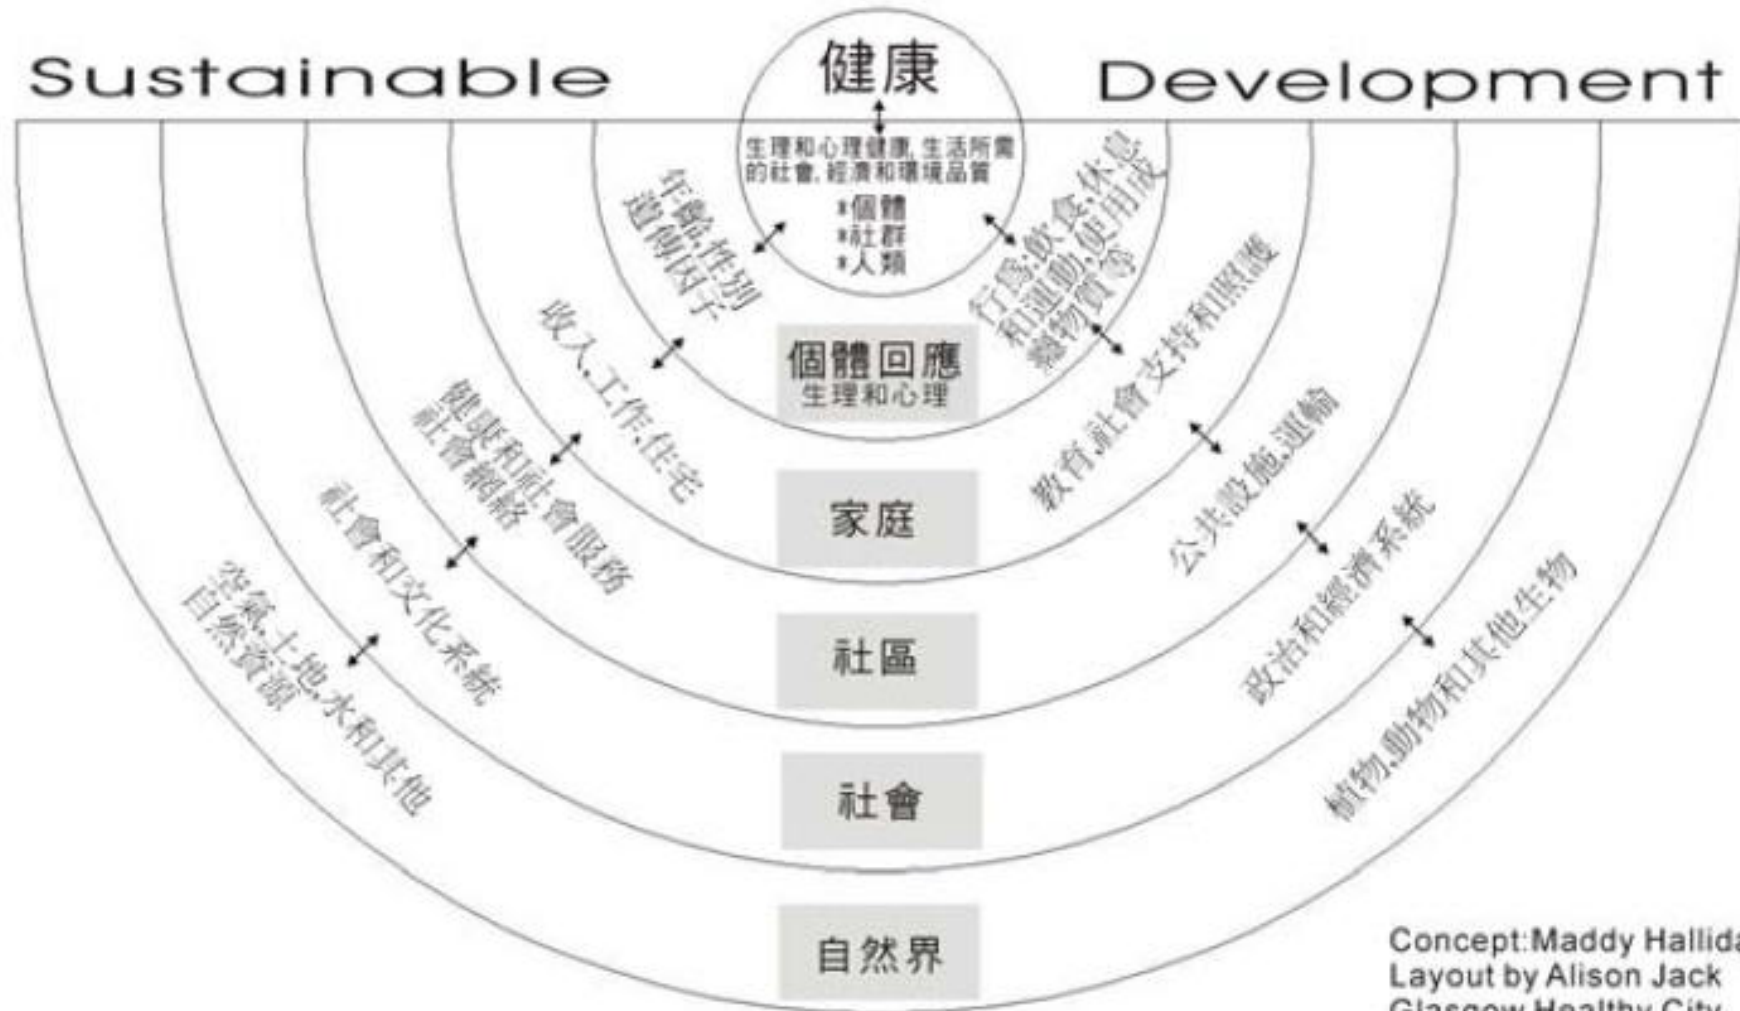 Sustainable
Development
健康
生理和心理健康, 生活所需
的社會, 經濟和環境品質
*個體
*社群
*人類
年齡,性別
遺傳因子
行為,飲食,休息
和運動,使用成
癮物質等
個體回應
生理和心理
收入,工作,住宅
教育,社會支持和照護
家庭
健康和社會服務
社會網絡
公共設施,運輸
社區
社會和文化系統
政治和經濟系統
社會
空氣,土地,水和其他
自然資源
植物,動物和其他生物
自然界
Concept:Maddy Hallida
Layout by Alison Jack
Glasgow Healthy City